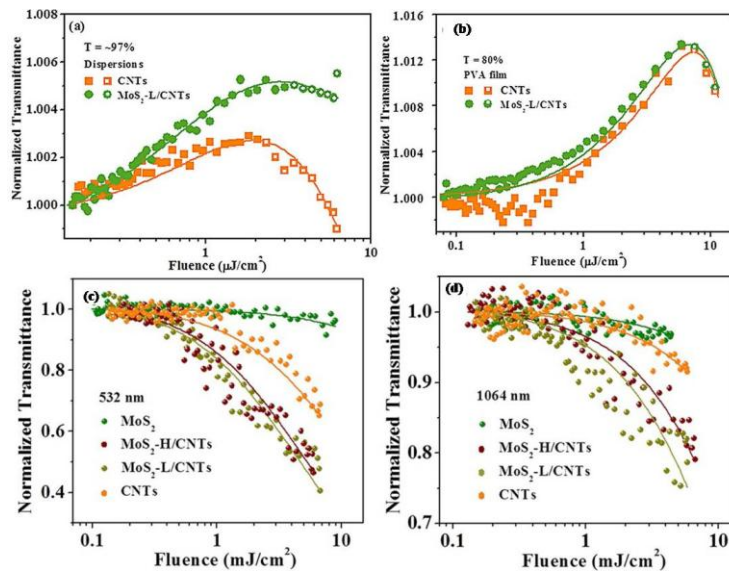 (a)
T = ~97%
Dispersions
CNTs
MoS₂-L/CNTs
Normalized Transmittance
1.008
1.006
1.004
1.002
1.000
1
10
Fluence (μJ/cm²)
(b)
T = 80%
PVA film
CNTs
MoS₂-L/CNTs
Normalized Transmittance
1.016
1.012
1.008
1.004
1.000
0.1
1
10
Fluence (μJ/cm²)
(c)
532 nm
MoS₂
MoS₂-H/CNTs
MoS₂-L/CNTs
CNTs
Normalized Transmittance
1.0
0.8
0.6
0.4
0.1
1
10
Fluence (mJ/cm²)
(d)
1064 nm
MoS₂
MoS₂-H/CNTs
MoS₂-L/CNTs
CNTs
Normalized Transmittance
1.0
0.9
0.8
0.7
0.1
1
10
Fluence (mJ/cm²)